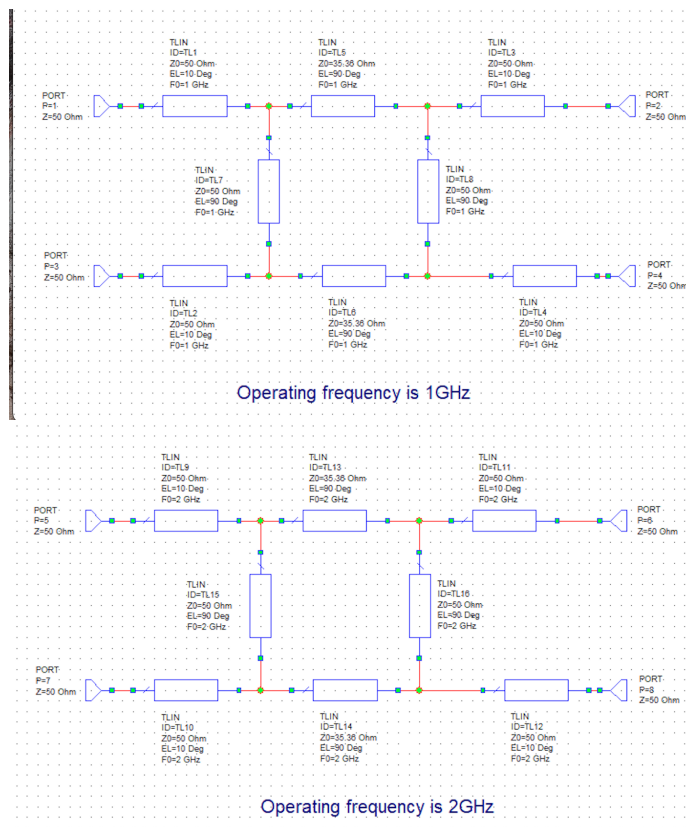 TLIN
ID=TL1
Z0=50 Ohm
EL=10 Deg
F0=1 GHz
TLIN
ID=TL5
Z0=35.36 Ohm
EL=90 Deg
F0=1 GHz
TLIN
ID=TL3
Z0=50 Ohm
EL=10 Deg
F0=1 GHz
PORT
P=1
Z=50 Ohm
PORT
P=2
Z=50 Ohm
TLIN
ID=TL7
Z0=50 Ohm
EL=90 Deg
F0=1 GHz
TLIN
ID=TL8
Z0=50 Ohm
EL=90 Deg
F0=1 GHz
PORT
P=3
Z=50 Ohm
PORT
P=4
Z=50 Ohm
TLIN
ID=TL2
Z0=50 Ohm
EL=10 Deg
F0=1 GHz
TLIN
ID=TL6
Z0=35.36 Ohm
EL=90 Deg
F0=1 GHz
TLIN
ID=TL4
Z0=50 Ohm
EL=10 Deg
F0=1 GHz
Operating frequency is 1GHz
TLIN
ID=TL9
Z0=50 Ohm
EL=10 Deg
F0=2 GHz
TLIN
ID=TL13
Z0=35.36 Ohm
EL=90 Deg
F0=2 GHz
TLIN
ID=TL11
Z0=50 Ohm
EL=10 Deg
F0=2 GHz
PORT
P=5
Z=50 Ohm
PORT
P=6
Z=50 Ohm
TLIN
ID=TL15
Z0=50 Ohm
EL=90 Deg
F0=2 GHz
TLIN
ID=TL16
Z0=50 Ohm
EL=90 Deg
F0=2 GHz
PORT
P=7
Z=50 Ohm
PORT
P=8
Z=50 Ohm
TLIN
ID=TL10
Z0=50 Ohm
EL=10 Deg
F0=2 GHz
TLIN
ID=TL14
Z0=35.36 Ohm
EL=90 Deg
F0=2 GHz
TLIN
ID=TL12
Z0=50 Ohm
EL=10 Deg
F0=2 GHz
Operating frequency is 2GHz